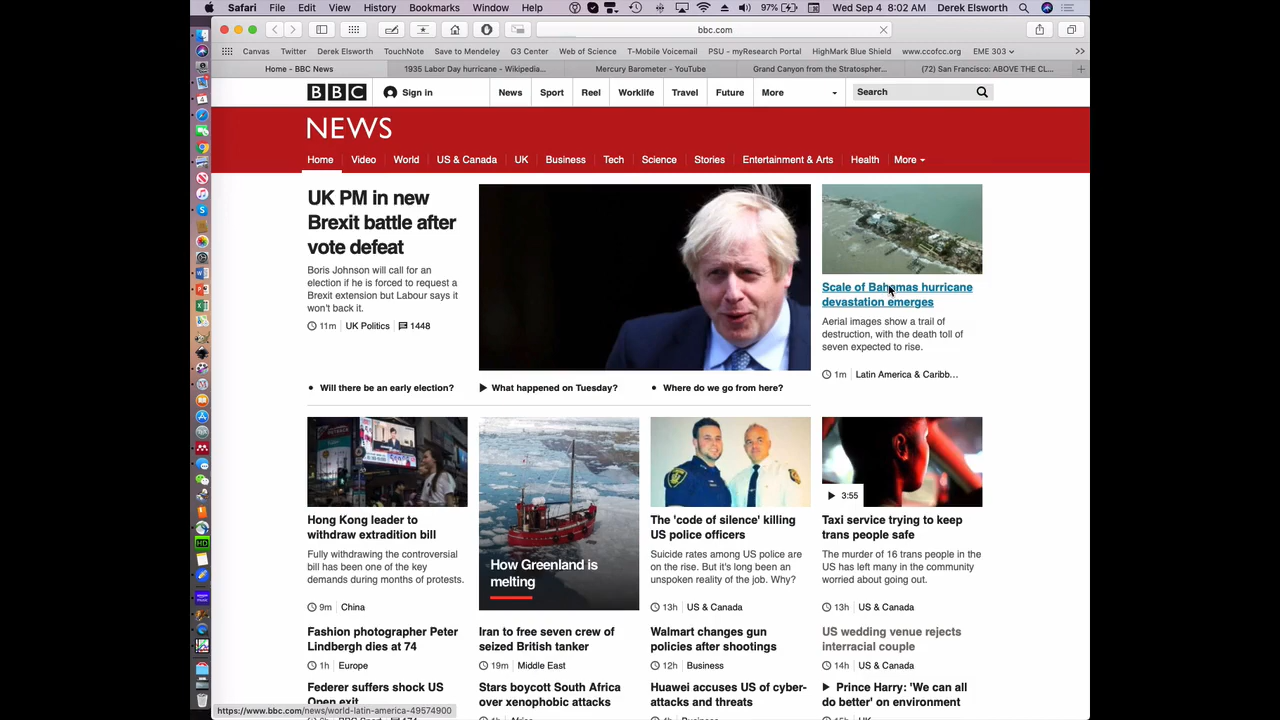 Safari File Edit View History Bookmarks Window Help 97% Wed Sep 4 8:02 AM Derek Elsworth
bbc.com
Canvas Twitter Derek Elsworth TouchNote Save to Mendeley G3 Center Web of Science T-Mobile Voicemail PSU - myResearch Portal HighMark Blue Shield www.ccofcc.org EME 303
Home - BBC News 1935 Labor Day hurricane - Wikipedia... Mercury Barometer - YouTube Grand Canyon from the Stratospher... (72) San Francisco: ABOVE THE CL...
BBC Sign in News Sport Reel Worklife Travel Future More Search
NEWS
Home Video World US & Canada UK Business Tech Science Stories Entertainment & Arts Health More
UK PM in new
Brexit battle after
vote defeat
Boris Johnson will call for an
election if he is forced to request a
Brexit extension but Labour says it
won't back it.
11m UK Politics 1448
Scale of Bahamas hurricane
devastation emerges
Aerial images show a trail of
destruction, with the death toll of
seven expected to rise.
1m Latin America & Caribb...
Will there be an early election? What happened on Tuesday? Where do we go from here?
Hong Kong leader to
withdraw extradition bill
Fully withdrawing the controversial
bill has been one of the key
demands during months of protests.
9m China
How Greenland is
melting
The 'code of silence' killing
US police officers
Suicide rates among US police are
on the rise. But it's long been an
unspoken reality of the job. Why?
13h US & Canada
3:55
Taxi service trying to keep
trans people safe
The murder of 16 trans people in the
US has left many in the community
worried about going out.
13h US & Canada
Fashion photographer Peter
Lindbergh dies at 74
1h Europe
Iran to free seven crew of
seized British tanker
19m Middle East
Walmart changes gun
policies after shootings
12h Business
US wedding venue rejects
interracial couple
14h US & Canada
Federer suffers shock US
Open exit
Stars boycott South Africa
over xenophobic attacks
Huawei accuses US of cyber-
attacks and threats
Prince Harry: 'We can all
do better' on environment
https://www.bbc.com/news/world-latin-america-49574900